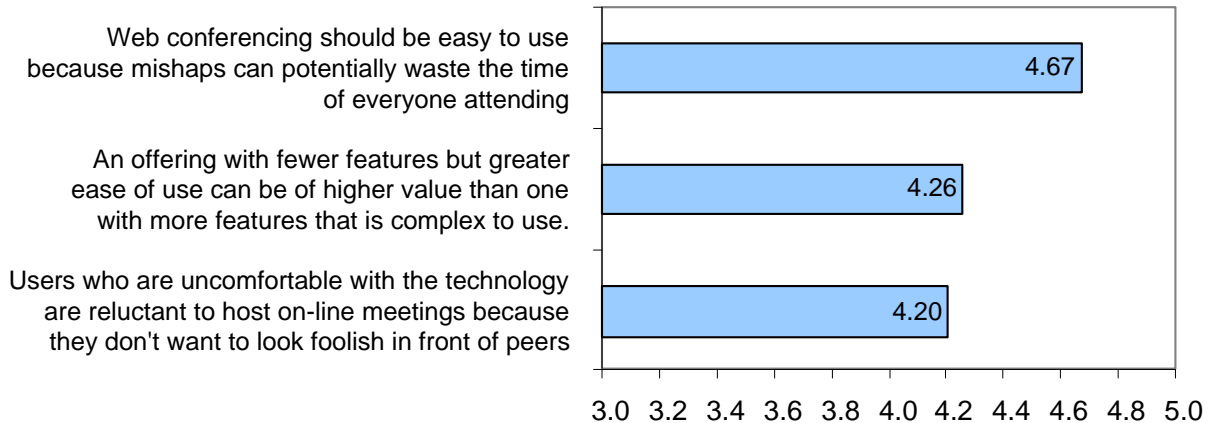 Web conferencing should be easy to use
because mishaps can potentially waste the time
of everyone attending
4.67
An offering with fewer features but greater
ease of use can be of higher value than one
with more features that is complex to use.
4.26
Users who are uncomfortable with the technology
are reluctant to host on-line meetings because
they don't want to look foolish in front of peers
4.20
3.0 3.2 3.4 3.6 3.8 4.0 4.2 4.4 4.6 4.8 5.0